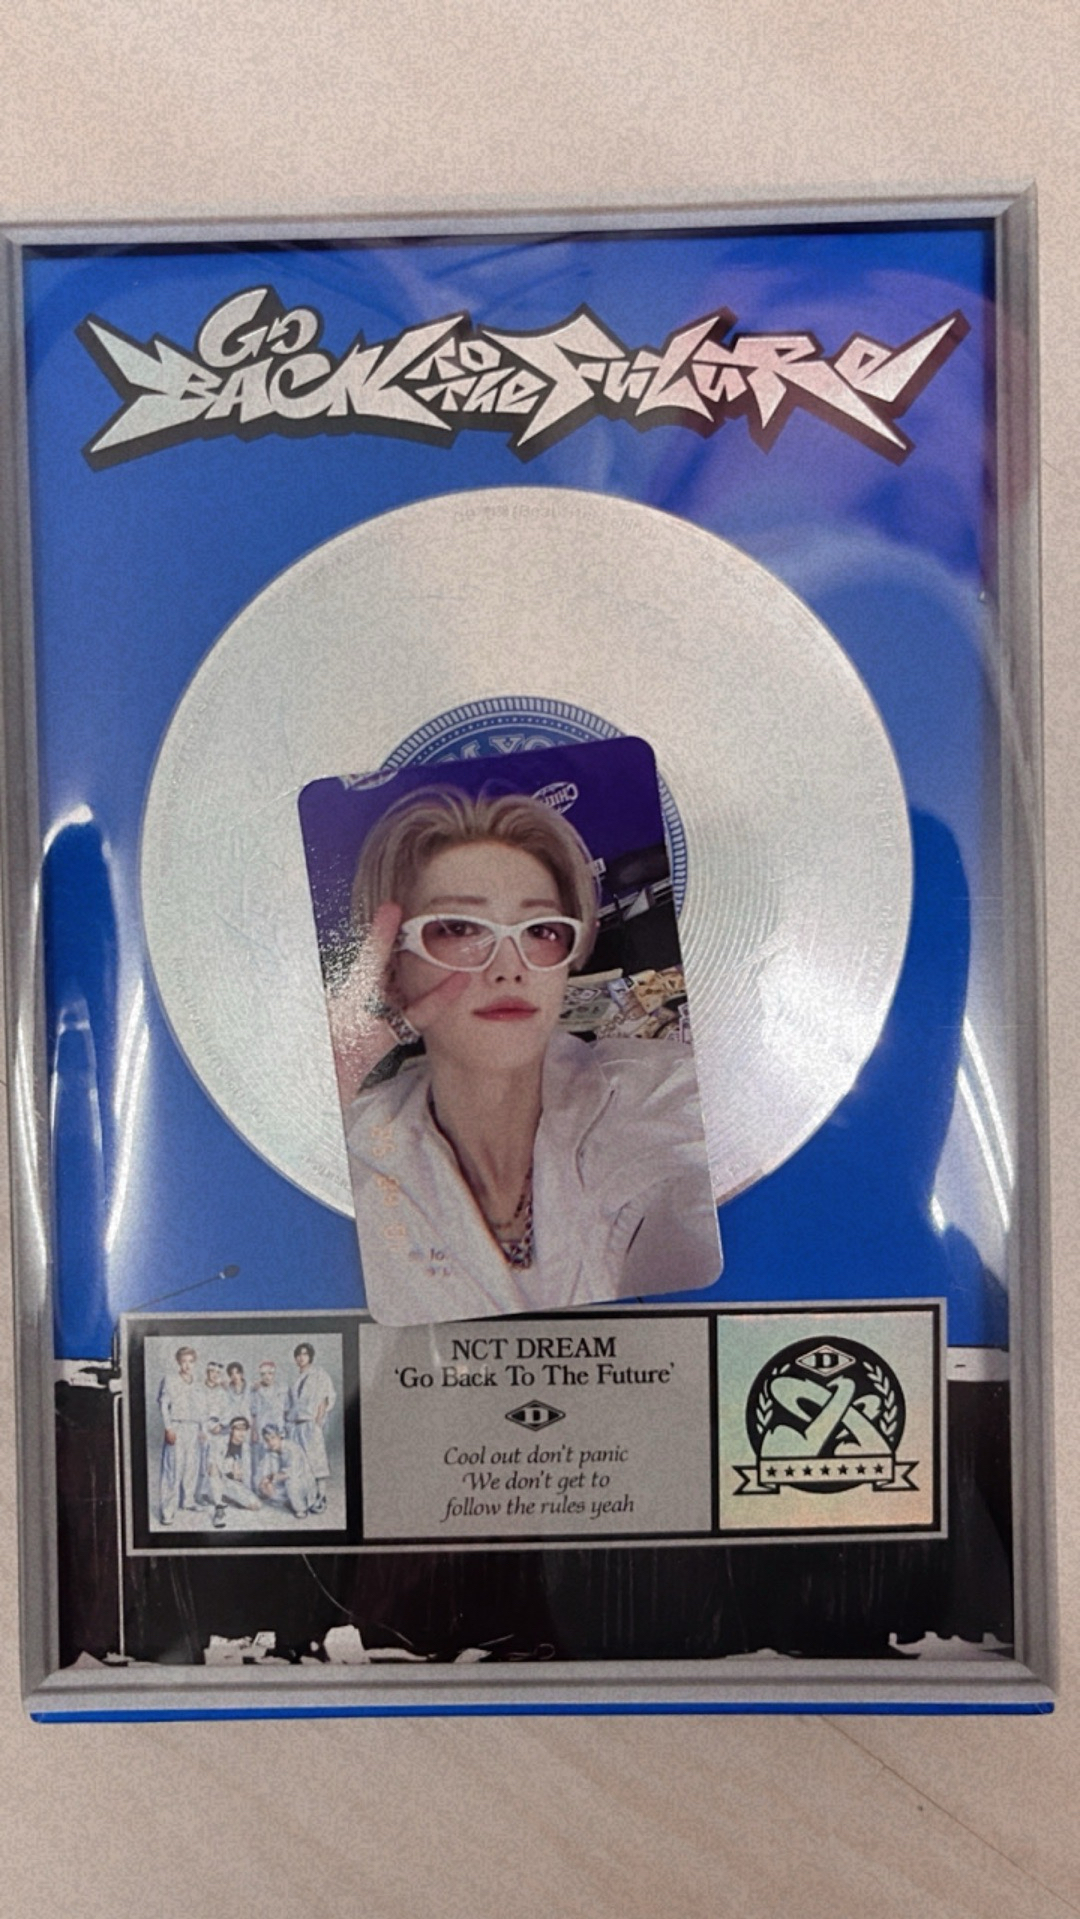 Go
BACK to
the Future
NCT DREAM
'Go Back To The Future'
D
Cool out don't panic
We don't get to
follow the rules yeah
D